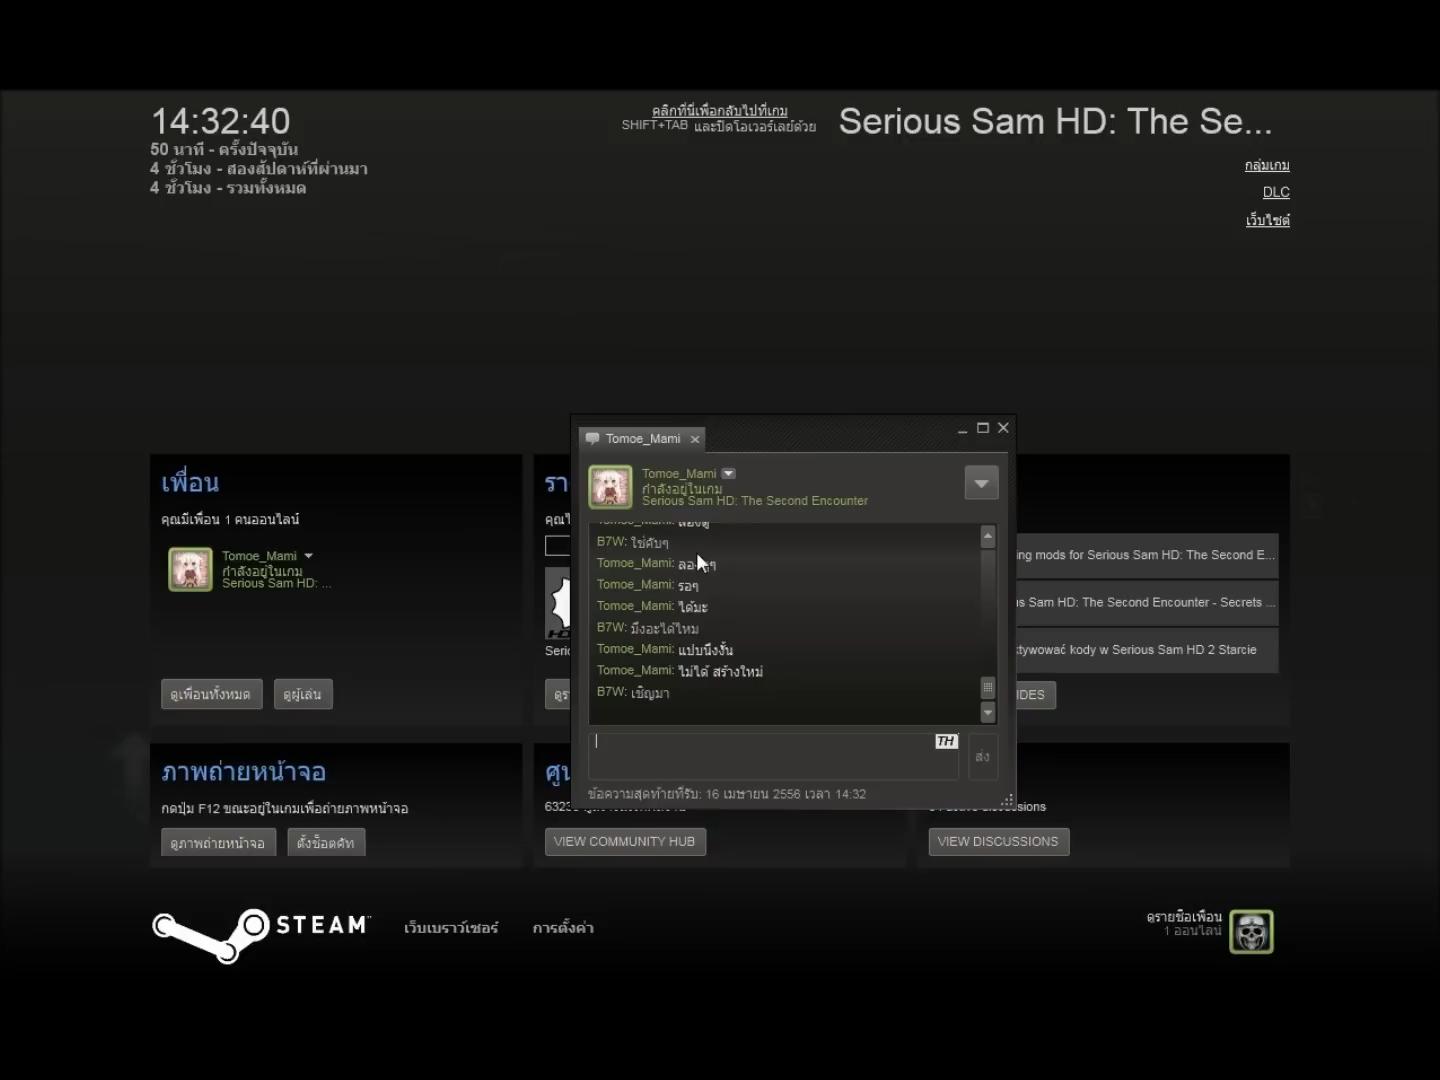 14:32:40
50 นาที - ครั้งปัจจุบัน
4 ชั่วโมง - สองสัปดาห์ที่ผ่านมา
4 ชั่วโมง - รวมทั้งหมด
คลิกที่นี่เพื่อกลับไปที่เกม
SHIFT+TAB และปิดโอเวอร์เลย์ด้วย
Serious Sam HD: The Se...
กลุ่มเกม
DLC
เว็บไซต์
เพื่อน
คุณมีเพื่อน 1 คนออนไลน์
Tomoe_Mami
กำลังอยู่ในเกม
Serious Sam HD: ...
ดูเพื่อนทั้งหมด
ดูผู้เล่น
Tomoe_Mami
Tomoe_Mami
กำลังอยู่ในเกม
Serious Sam HD: The Second Encounter
Tomoe_Mami: ลองดู
B7W: ใช่คับๆ
Tomoe_Mami:
Tomoe_Mami: รอๆ
Tomoe_Mami: ได้มะ
B7W: มึงอะได้ไหม
Tomoe_Mami: แปบนึงงั้น
Tomoe_Mami: ไม่ได้ สร้างใหม่
B7W: เชิญมา
TH
ส่ง
ข้อความสุดท้ายที่รับ: 16 เมษายน 2556 เวลา 14:32
ing mods for Serious Sam HD: The Second E...
s Sam HD: The Second Encounter - Secrets ...
ktywować kody w Serious Sam HD 2 Starcie
ภาพถ่ายหน้าจอ
กดปุ่ม F12 ขณะอยู่ในเกมเพื่อถ่ายภาพหน้าจอ
ดูภาพถ่ายหน้าจอ
ตั้งช็อตคัท
VIEW COMMUNITY HUB
VIEW DISCUSSIONS
STEAM
เว็บเบราว์เซอร์
การตั้งค่า
ดูรายชื่อเพื่อน
1 ออนไลน์